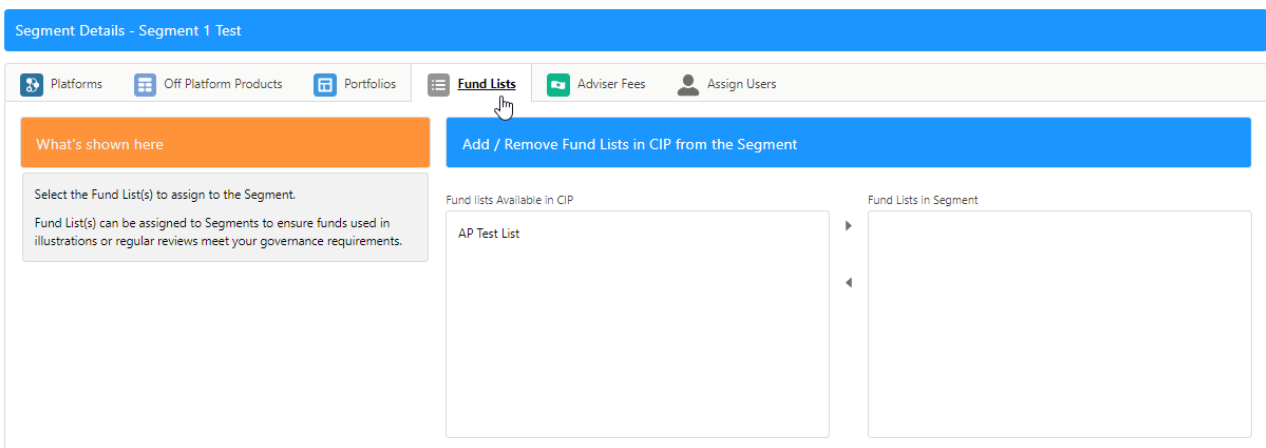 Segment Details - Segment 1 Test
Platforms
Off Platform Products
Portfolios
Fund Lists
Adviser Fees
Assign Users
What's shown here
Select the Fund List(s) to assign to the Segment.
Fund List(s) can be assigned to Segments to ensure funds used in
illustrations or regular reviews meet your governance requirements.
Add / Remove Fund Lists in CIP from the Segment
Fund lists Available in CIP
AP Test List
Fund Lists in Segment